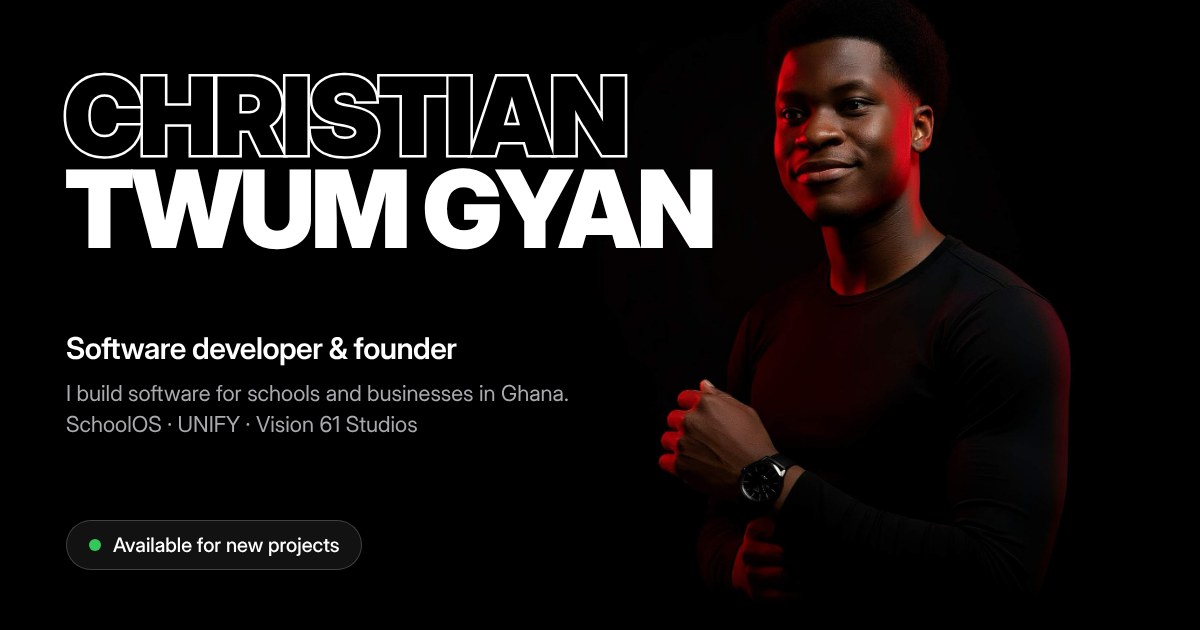 CHRISTIAN
TWUM GYAN
Software developer & founder
I build software for schools and businesses in Ghana.
SchoolOS · UNIFY · Vision 61 Studios
Available for new projects